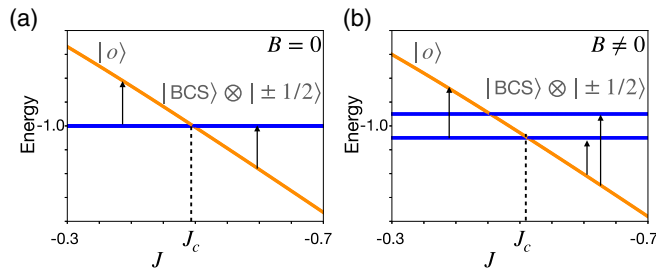 (a)
|o⟩
B = 0
|BCS⟩ ⊗ | ± 1/2⟩
Energy
-1.0
-0.3
J_c
-0.7
J
(b)
|o⟩
B ≠ 0
|BCS⟩ ⊗ | ± 1/2⟩
Energy
-1.0
-0.3
J_c
-0.7
J